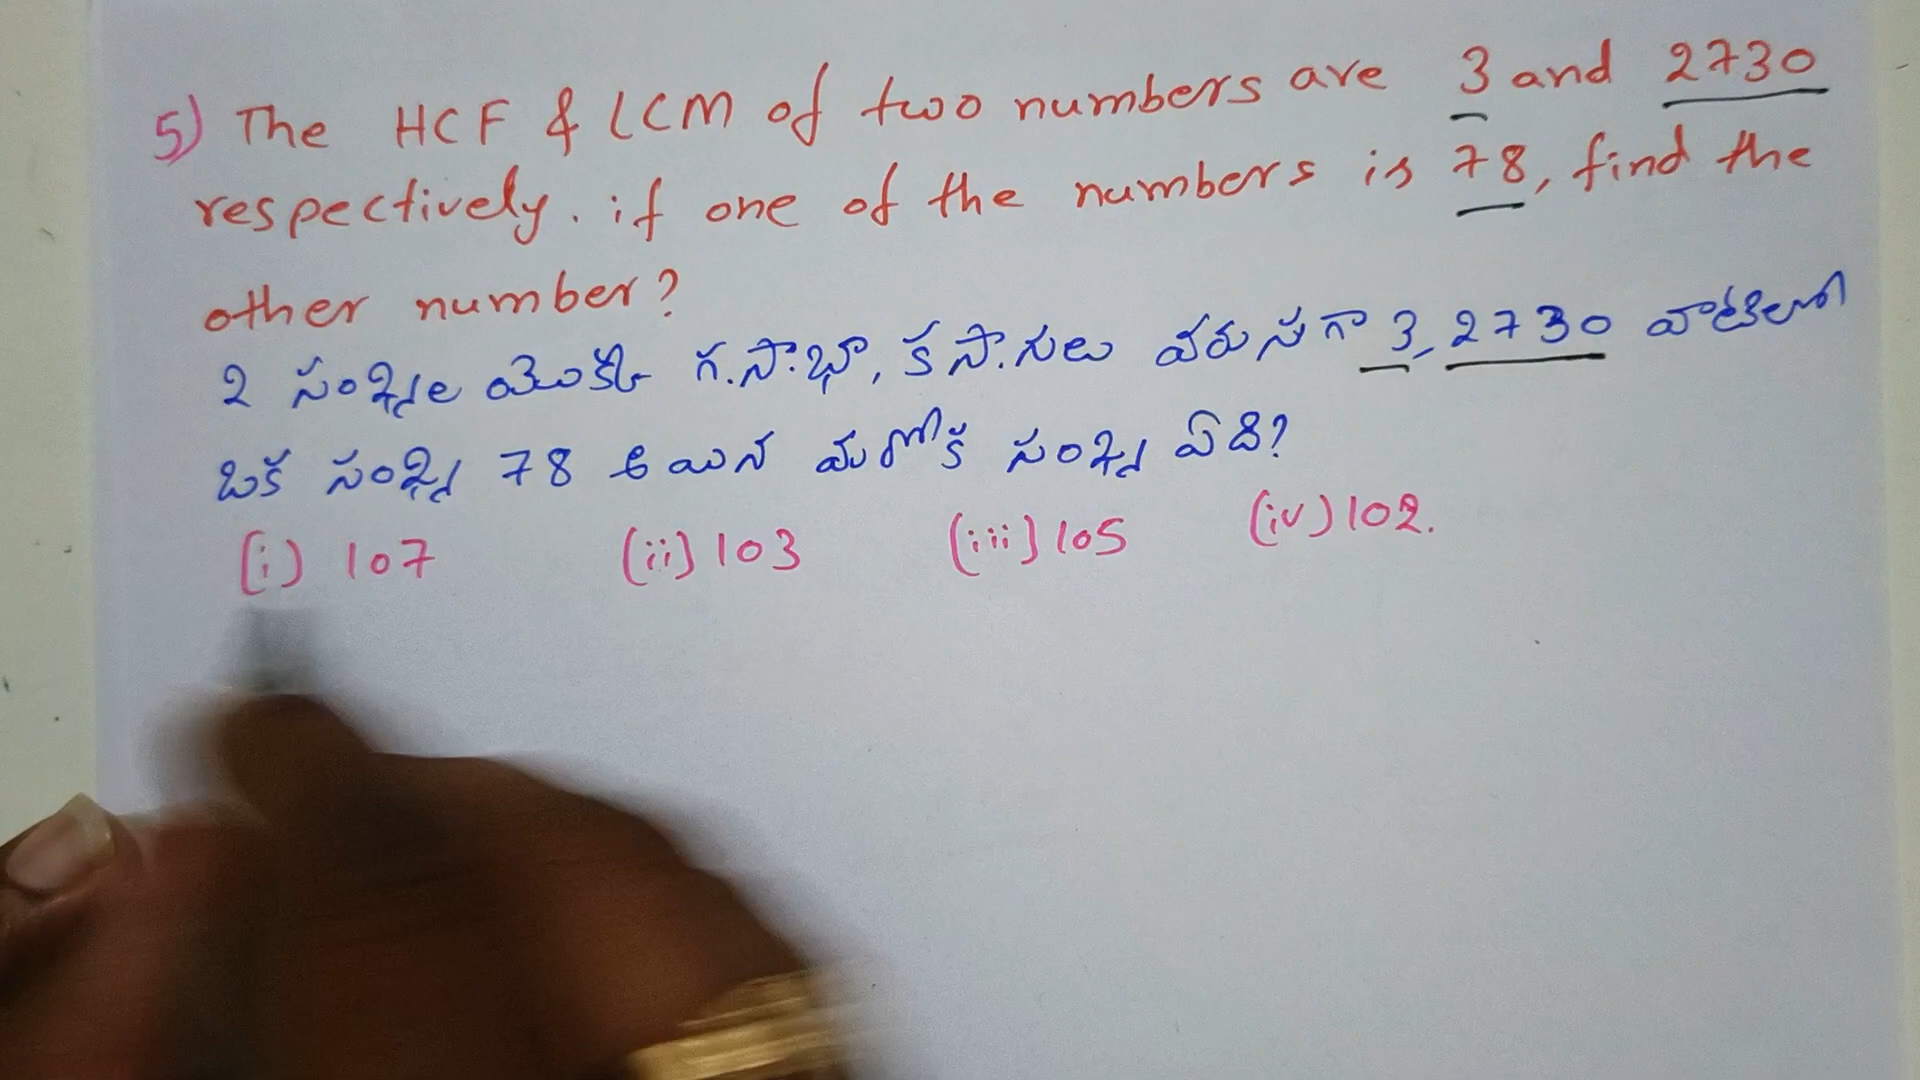 5) The HCF & LCM of two numbers are 3 and 2730
respectively. if one of the numbers is 78, find the
other number?
2 సంఖ్యల యొక్క గ.సా.భా, క సా.గులు వరుసగా 3, 2730 వాటిలో
ఒక సంఖ్య 78 అయిన మరోక సంఖ్య ఏది?
(i) 107 (ii) 103 (iii) 105 (iv) 102.